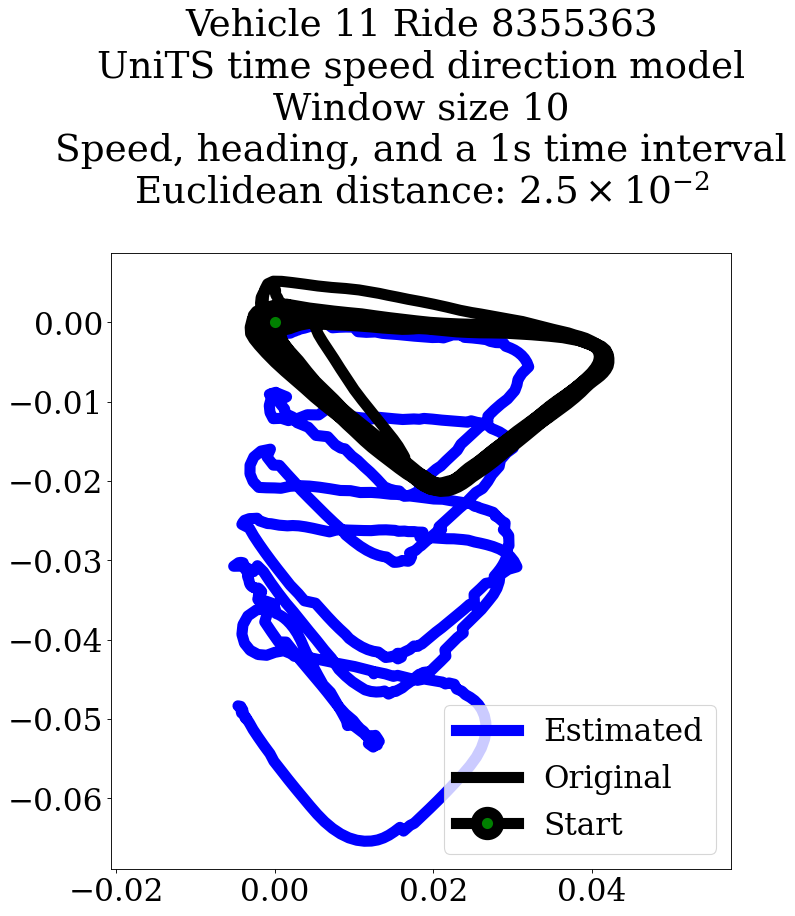 Vehicle 11 Ride 8355363
UniTS time speed direction model
Window size 10
Speed, heading, and a 1s time interval
Euclidean distance: 2.5 × 10⁻²
0.00
−0.01
−0.02
−0.03
−0.04
−0.05
−0.06
Estimated
Original
Start
−0.02
0.00
0.02
0.04